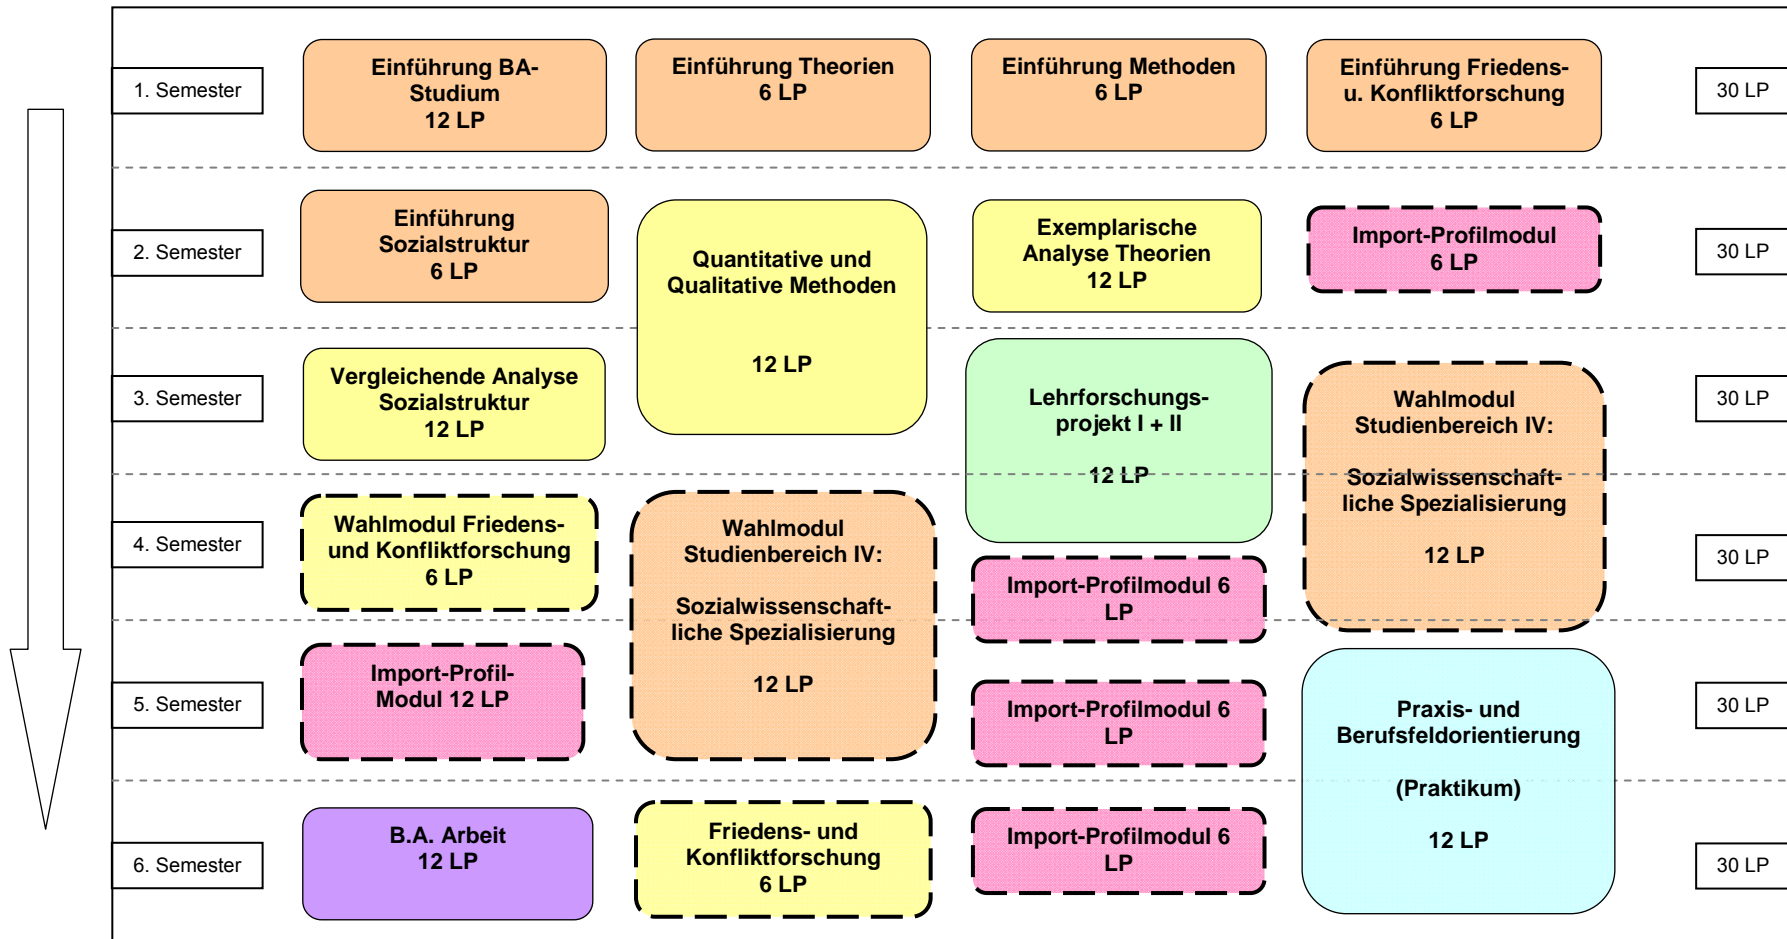 1. Semester
Einführung BA-
Studium
12 LP
Einführung Theorien
6 LP
Einführung Methoden
6 LP
Einführung Friedens-
u. Konfliktforschung
6 LP
30 LP
2. Semester
Einführung
Sozialstruktur
6 LP
Quantitative und
Qualitative Methoden
12 LP
Exemplarische
Analyse Theorien
12 LP
Import-Profilmodul
6 LP
30 LP
3. Semester
Vergleichende Analyse
Sozialstruktur
12 LP
Lehrforschungs-
projekt I + II
12 LP
Wahlmodul
Studienbereich IV:
Sozialwissenschaft-
liche Spezialisierung
12 LP
30 LP
4. Semester
Wahlmodul Friedens-
und Konfliktforschung
6 LP
Wahlmodul
Studienbereich IV:
Sozialwissenschaft-
liche Spezialisierung
12 LP
Import-Profilmodul 6
LP
30 LP
5. Semester
Import-Profil-
Modul 12 LP
Import-Profilmodul 6
LP
Praxis- und
Berufsfeldorientierung
(Praktikum)
12 LP
30 LP
6. Semester
B.A. Arbeit
12 LP
Friedens- und
Konfliktforschung
6 LP
Import-Profilmodul 6
LP
30 LP